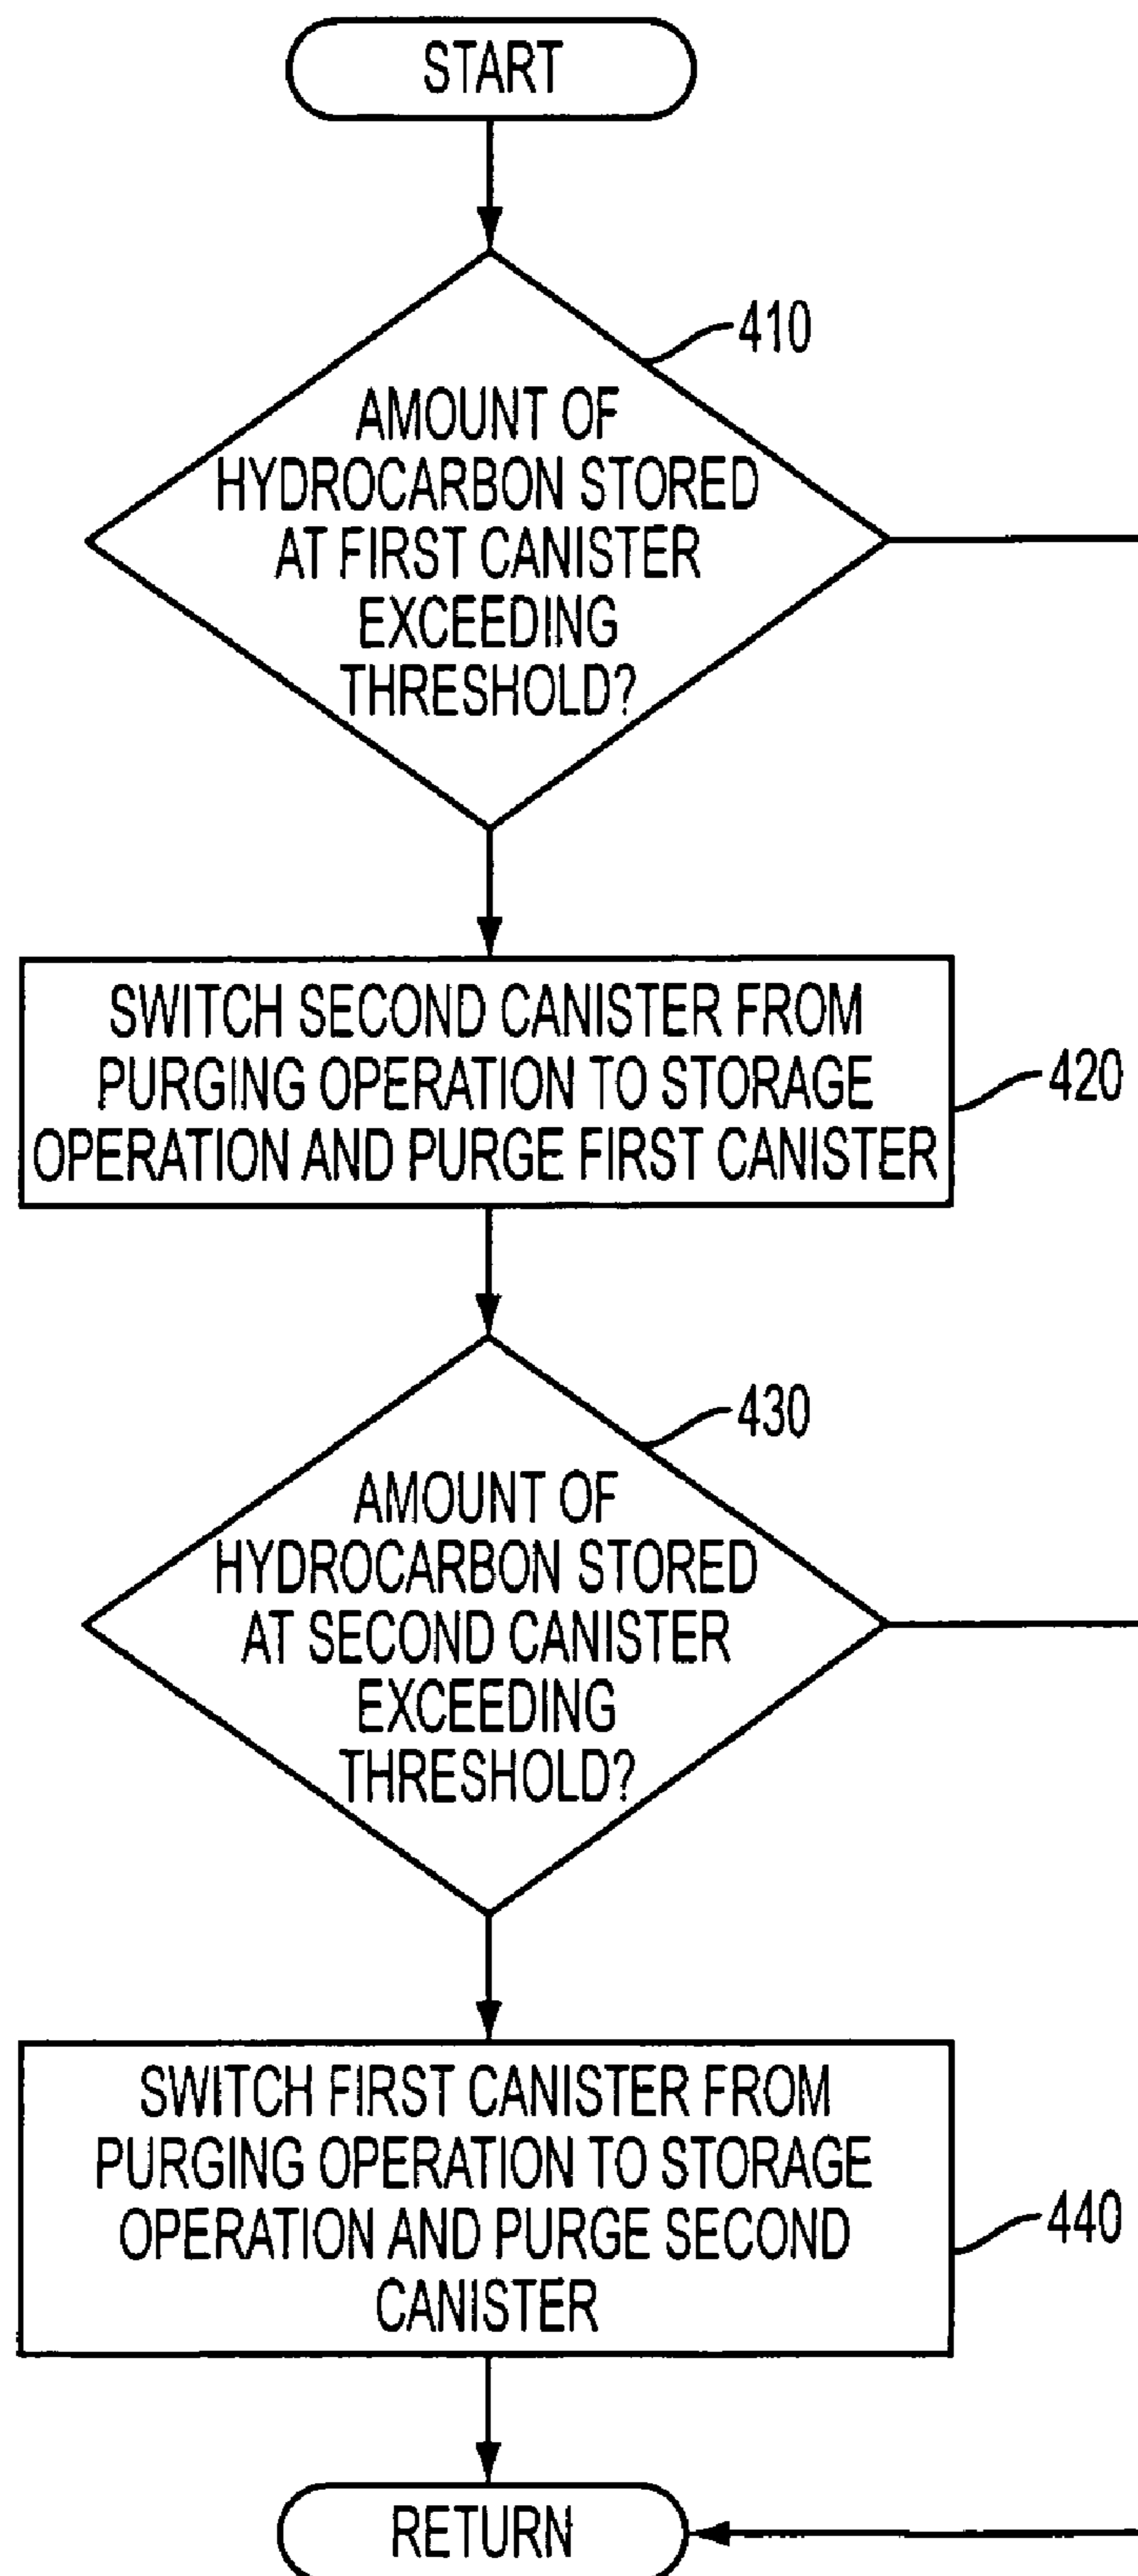 START
410
AMOUNT OF
HYDROCARBON STORED
AT FIRST CANISTER
EXCEEDING
THRESHOLD?
SWITCH SECOND CANISTER FROM
PURGING OPERATION TO STORAGE
OPERATION AND PURGE FIRST CANISTER
420
430
AMOUNT OF
HYDROCARBON STORED
AT SECOND CANISTER
EXCEEDING
THRESHOLD?
SWITCH FIRST CANISTER FROM
PURGING OPERATION TO STORAGE
OPERATION AND PURGE SECOND
CANISTER
440
RETURN